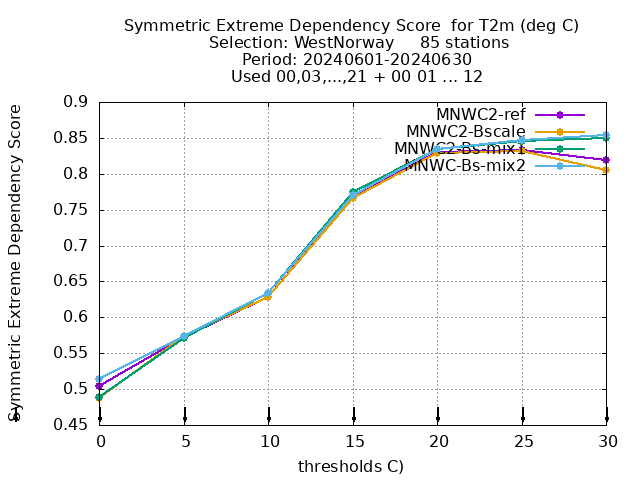 Symmetric Extreme Dependency Score  for T2m (deg C)
Selection: WestNorway     85 stations
Period: 20240601-20240630
Used 00,03,...,21 + 00 01 ... 12
Symmetric Extreme Dependency Score
0.9
0.85
0.8
0.75
0.7
0.65
0.6
0.55
0.5
0.45
MNWC2-ref
MNWC2-Bscale
MNWC2-Bs-mix1
MNWC-Bs-mix2
0 5 10 15 20 25 30
thresholds C)